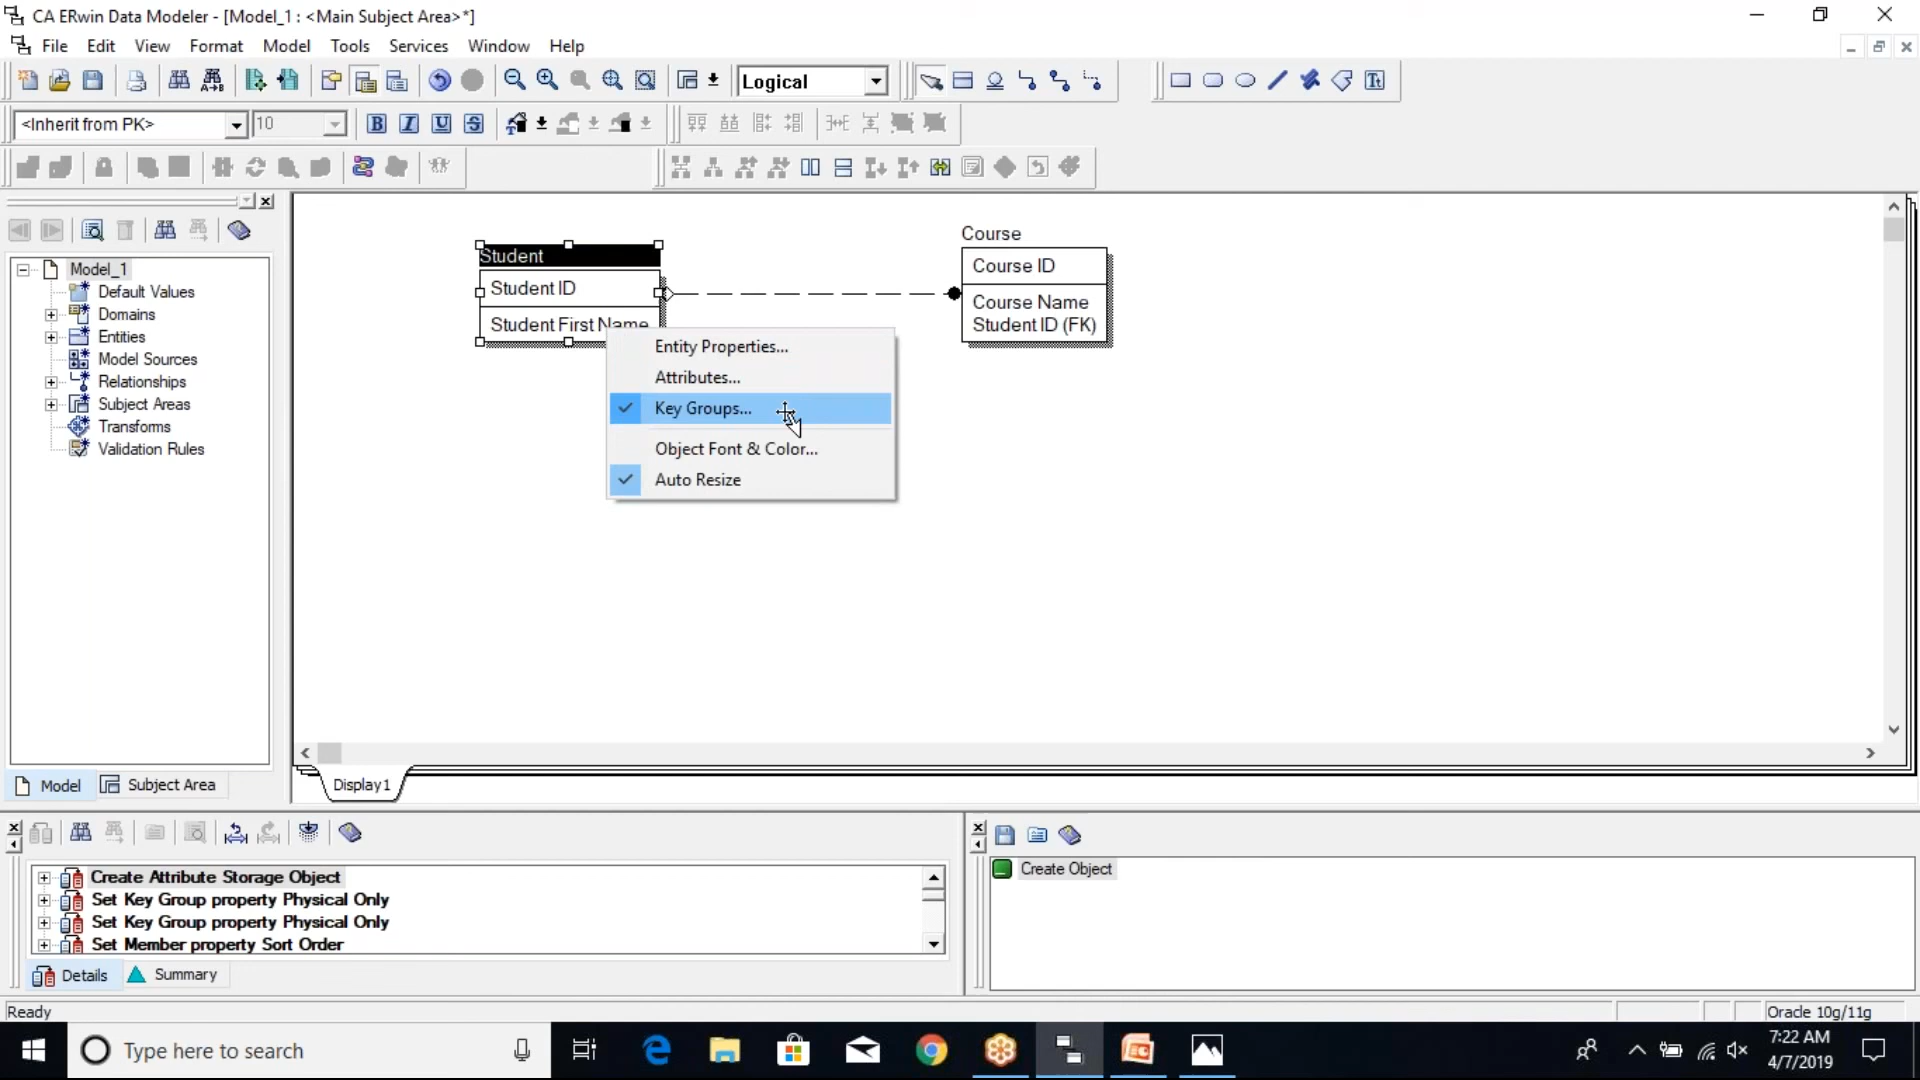 CA ERwin Data Modeler - [Model_1 : <Main Subject Area>*]
File Edit View Format Model Tools Services Window Help
Logical
<Inherit from PK> 10
Model_1
Default Values
Domains
Entities
Model Sources
Relationships
Subject Areas
Transforms
Validation Rules
Model Subject Area
Student
Student ID
Student First Name
Course
Course ID
Course Name
Student ID (FK)
Entity Properties...
Attributes...
Key Groups...
Object Font & Color...
Auto Resize
Display1
Create Attribute Storage Object
Set Key Group property Physical Only
Set Key Group property Physical Only
Set Member property Sort Order
Details Summary
Create Object
Ready
Oracle 10g/11g
Type here to search
7:22 AM
4/7/2019